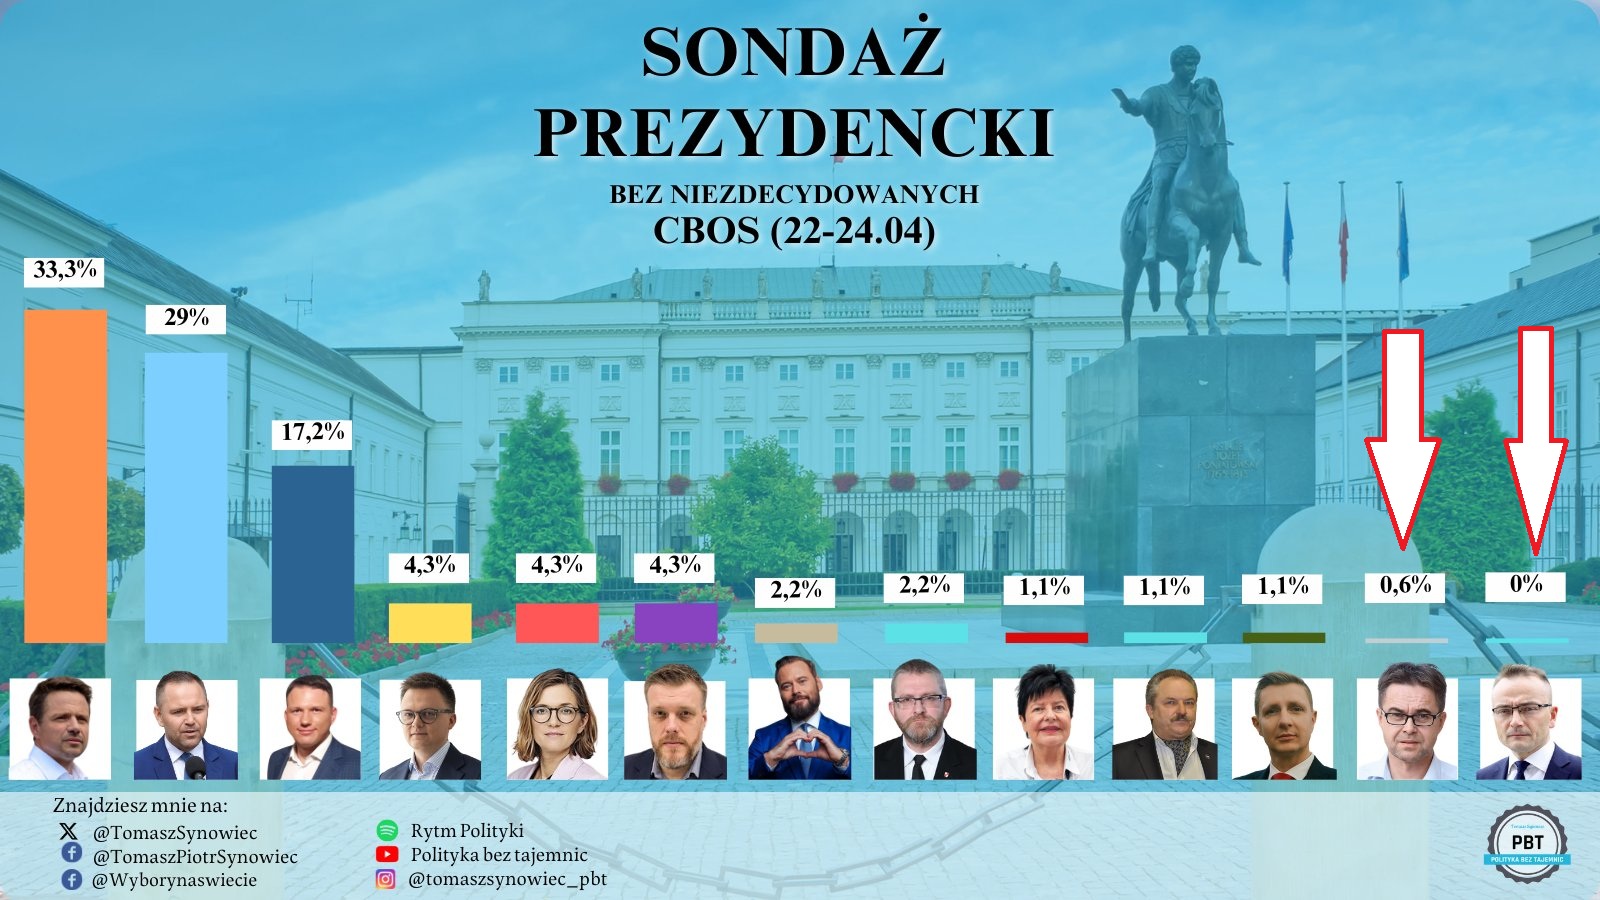 SONDAŻ
PREZYDENCKI
BEZ NIEZDECYDOWANYCH
CBOS (22-24.04)
33,3%
29%
17,2%
4,3%
4,3%
4,3%
2,2%
2,2%
1,1%
1,1%
1,1%
0,6%
0%
Znajdziesz mnie na:
@TomaszSynowiec
@TomaszPiotrSynowiec
@Wyborynaswiecie
Rytm Polityki
Polityka bez tajemnic
@tomaszsynowiec_pbt
PBT
POLITYKA BEZ TAJEMNIC